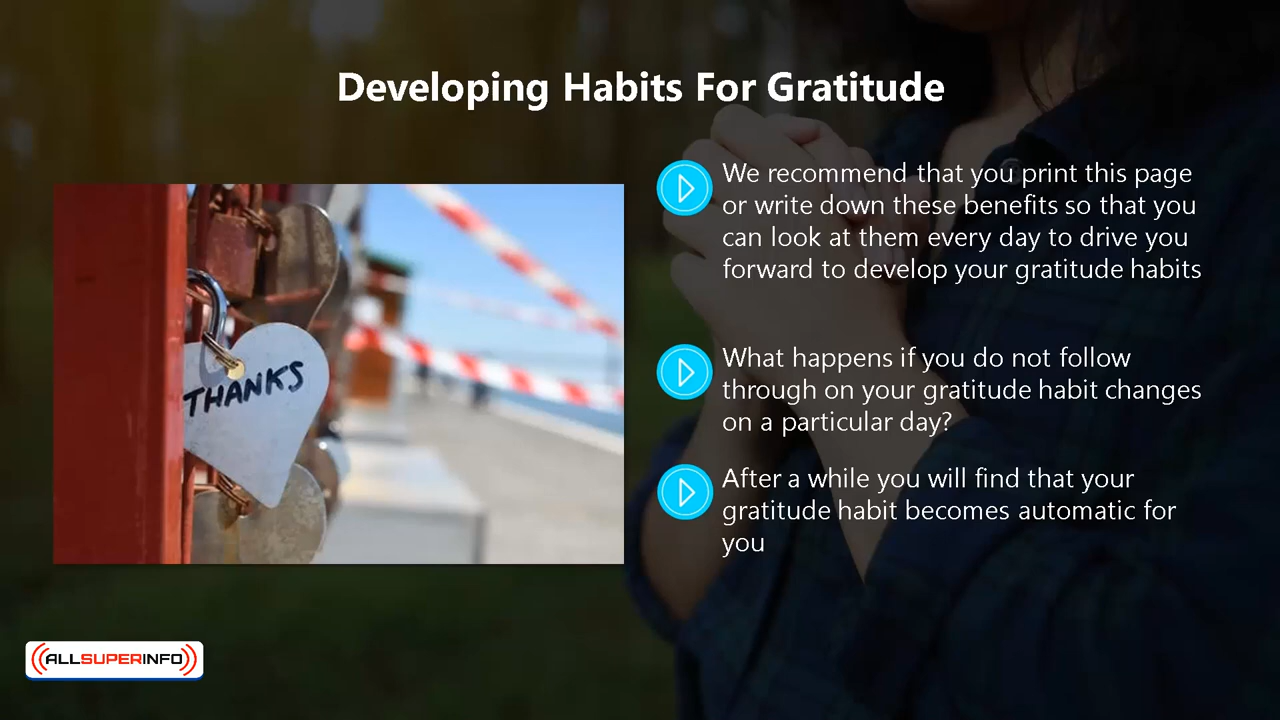 Developing Habits For Gratitude
We recommend that you print this page
or write down these benefits so that you
can look at them every day to drive you
forward to develop your gratitude habits
What happens if you do not follow
through on your gratitude habit changes
on a particular day?
After a while you will find that your
gratitude habit becomes automatic for
you
THANKS
ALLSUPERINFO